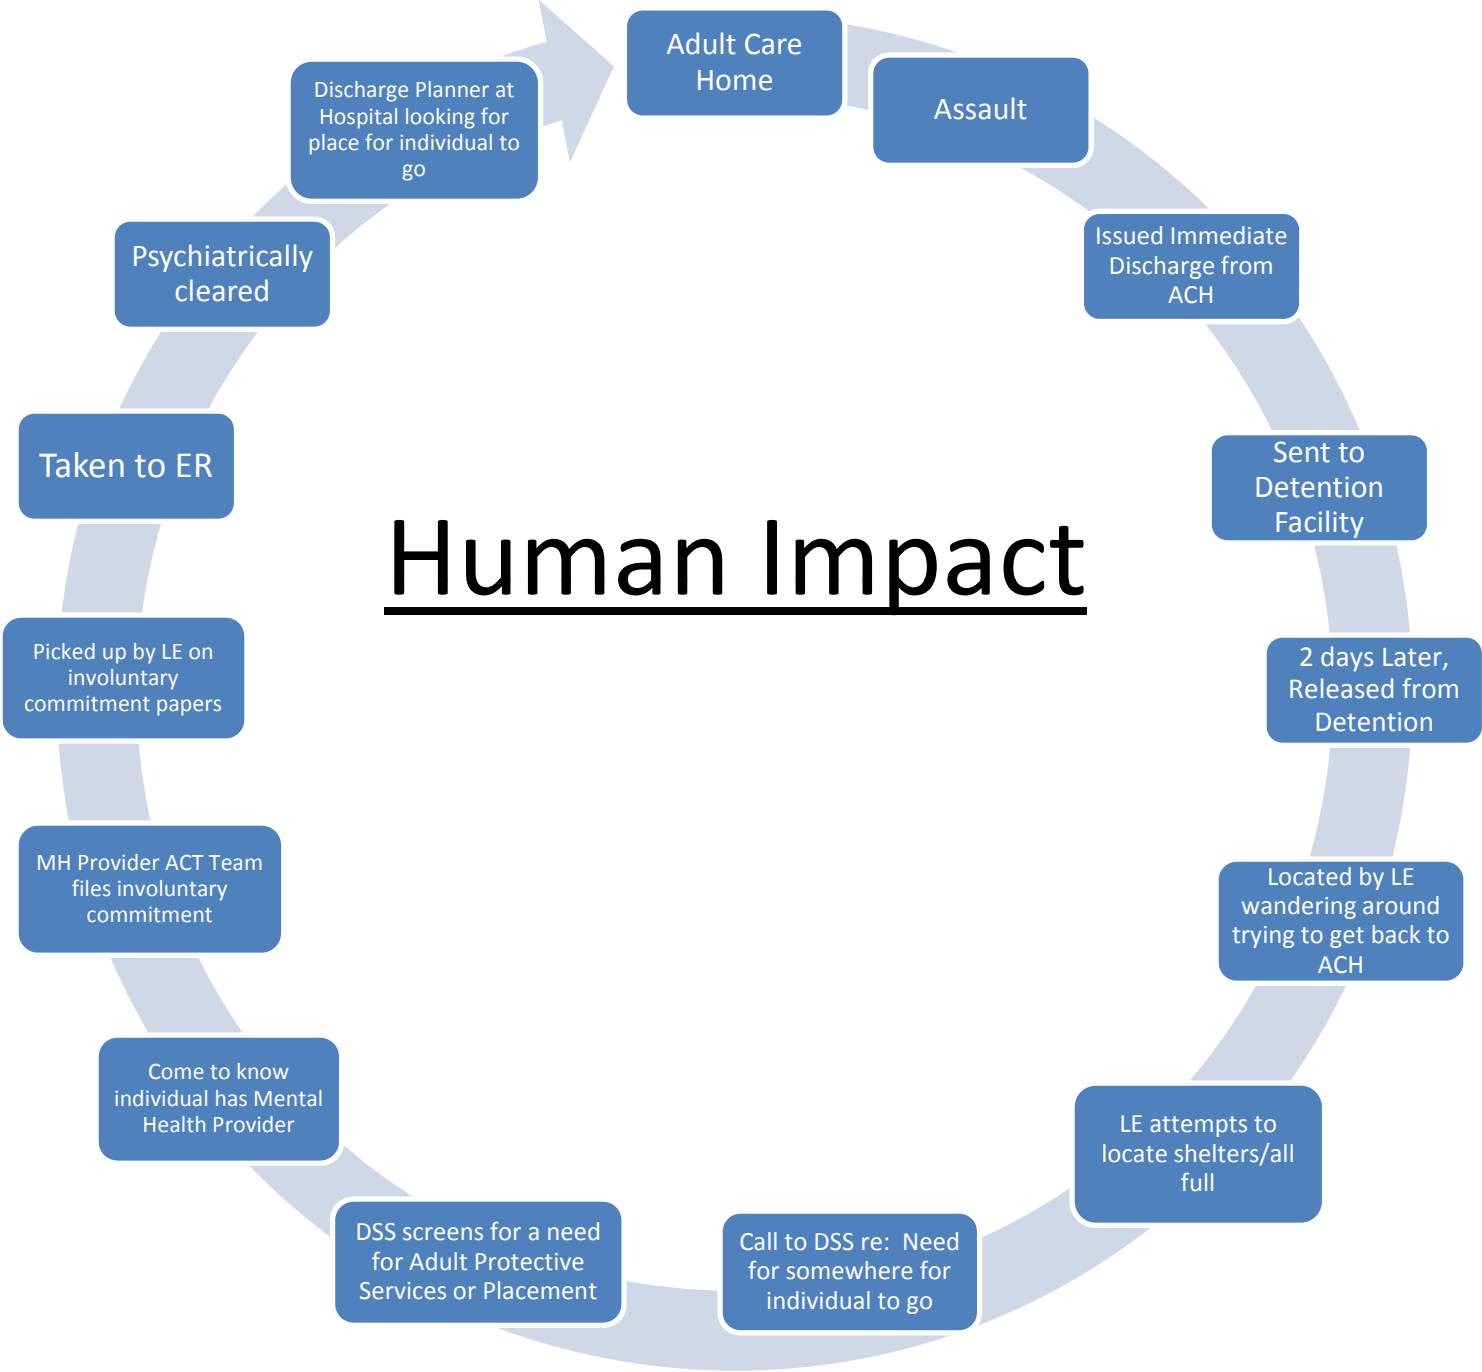 Adult Care
Home
Assault
Issued Immediate
Discharge from
ACH
Sent to
Detention
Facility
2 days Later,
Released from
Detention
Located by LE
wandering around
trying to get back to
ACH
LE attempts to
locate shelters/all
full
Call to DSS re:  Need
for somewhere for
individual to go
DSS screens for a need
for Adult Protective
Services or Placement
Come to know
individual has Mental
Health Provider
MH Provider ACT Team
files involuntary
commitment
Picked up by LE on
involuntary
commitment papers
Taken to ER
Psychiatrically
cleared
Discharge Planner at
Hospital looking for
place for individual to
go
Human Impact